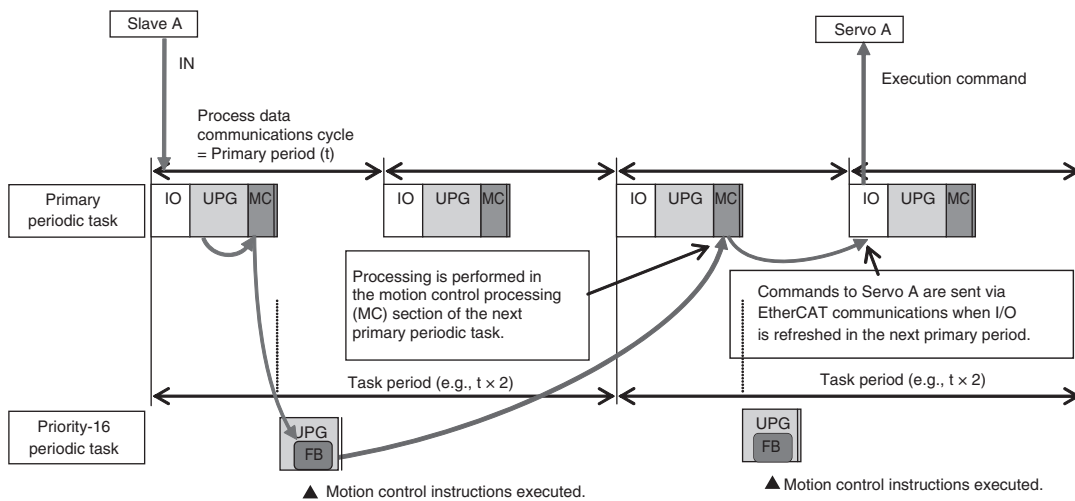 Slave A
Servo A
IN
Execution command
Process data
communications cycle
= Primary period (t)
Primary
periodic task
IO
UPG
MC
IO
UPG
MC
IO
UPG
MC
IO
UPG
MC
Processing is performed in
the motion control processing
(MC) section of the next
primary periodic task.
Commands to Servo A are sent via
EtherCAT communications when I/O
is refreshed in the next primary period.
Task period (e.g., t × 2)
Task period (e.g., t × 2)
Priority-16
periodic task
UPG
FB
UPG
FB
▲ Motion control instructions executed.
▲ Motion control instructions executed.